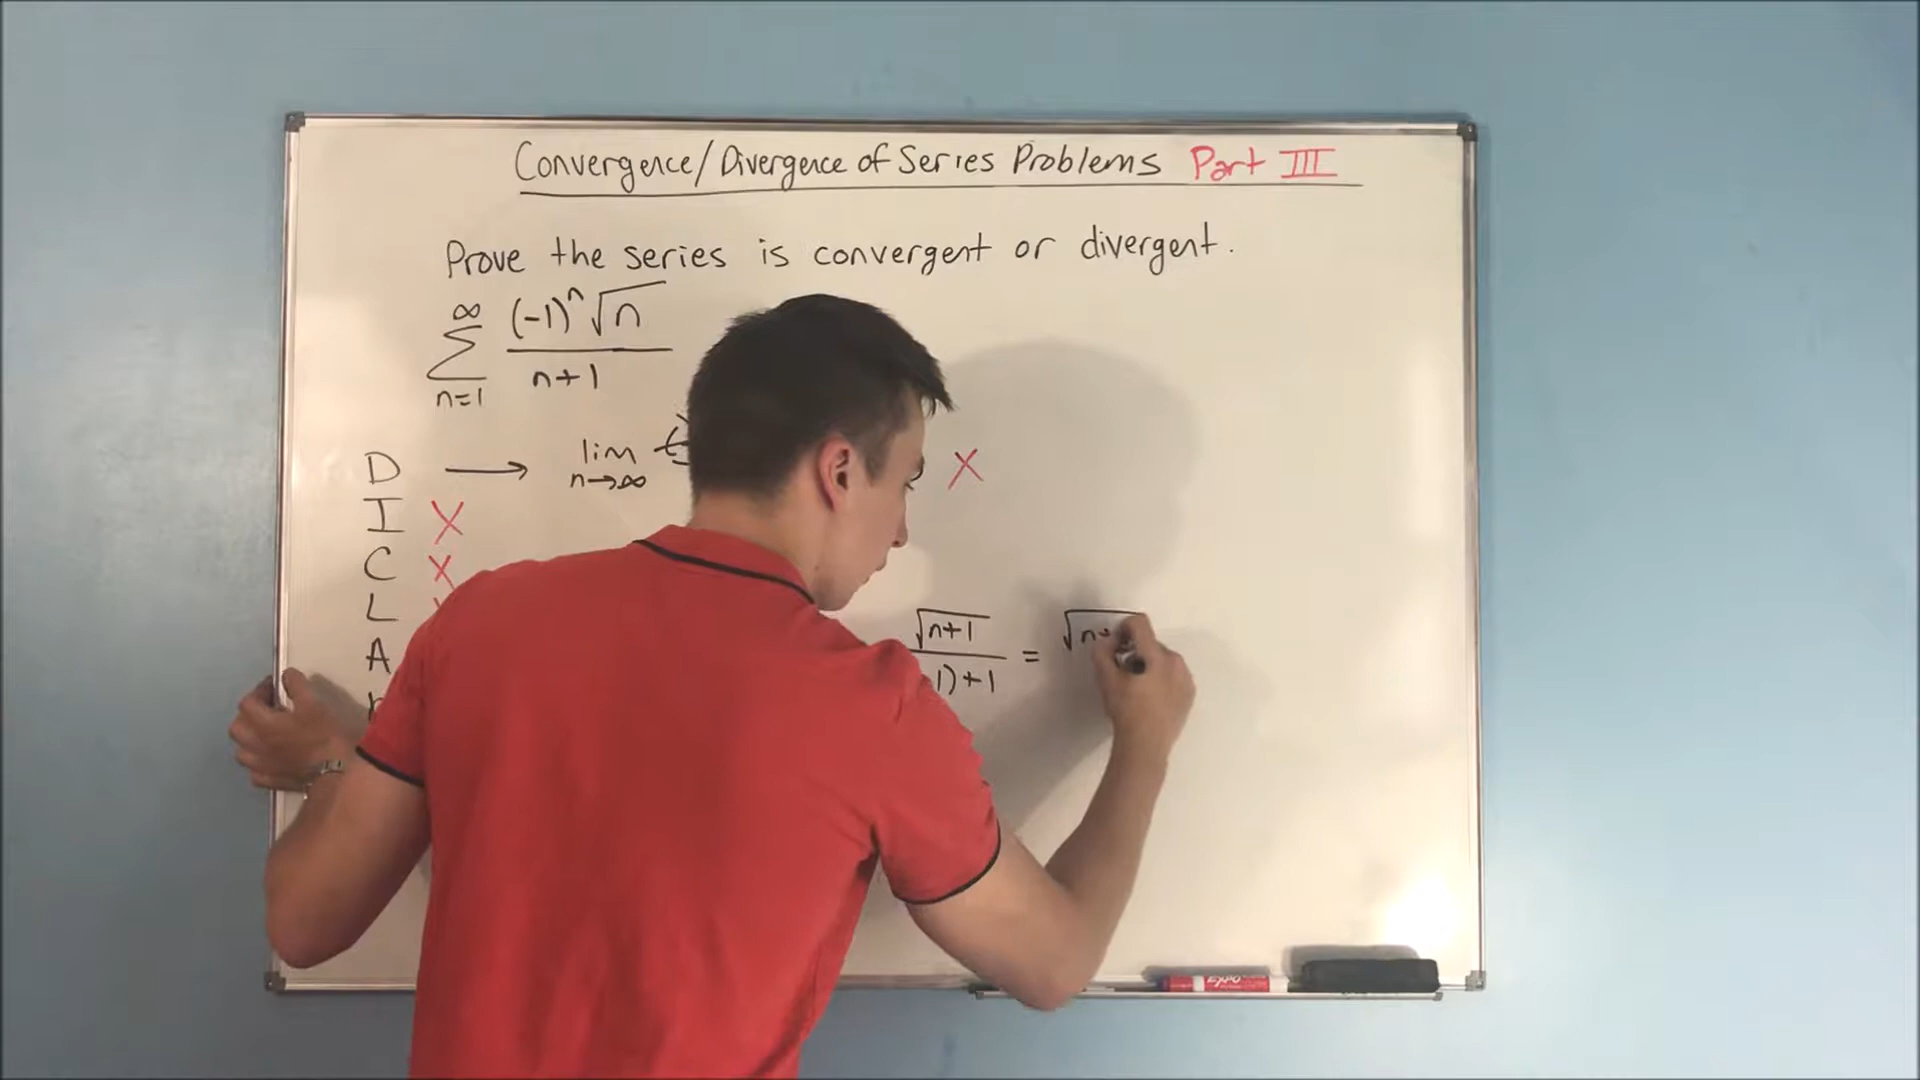 Convergence/Divergence of Series Problems Part III
Prove the series is convergent or divergent.
∞
Σ (-1)ⁿ √n / n+1
n=1
D → lim n→∞ X
I X
C X
L
A
√n+1 / 1)+1 = √n
Expo